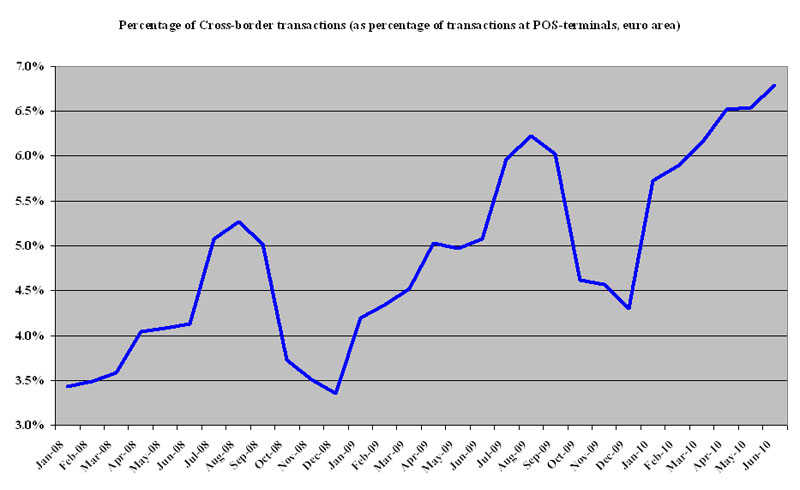 Percentage of Cross-border transactions (as percentage of transactions at POS-terminals, euro area)
7.0%
6.5%
6.0%
5.5%
5.0%
4.5%
4.0%
3.5%
3.0%
Jan-08
Feb-08
Mar-08
Apr-08
May-08
Jun-08
Jul-08
Aug-08
Sep-08
Oct-08
Nov-08
Dec-08
Jan-09
Feb-09
Mar-09
Apr-09
May-09
Jun-09
Jul-09
Aug-09
Sep-09
Oct-09
Nov-09
Dec-09
Jan-10
Feb-10
Mar-10
Apr-10
May-10
Jun-10